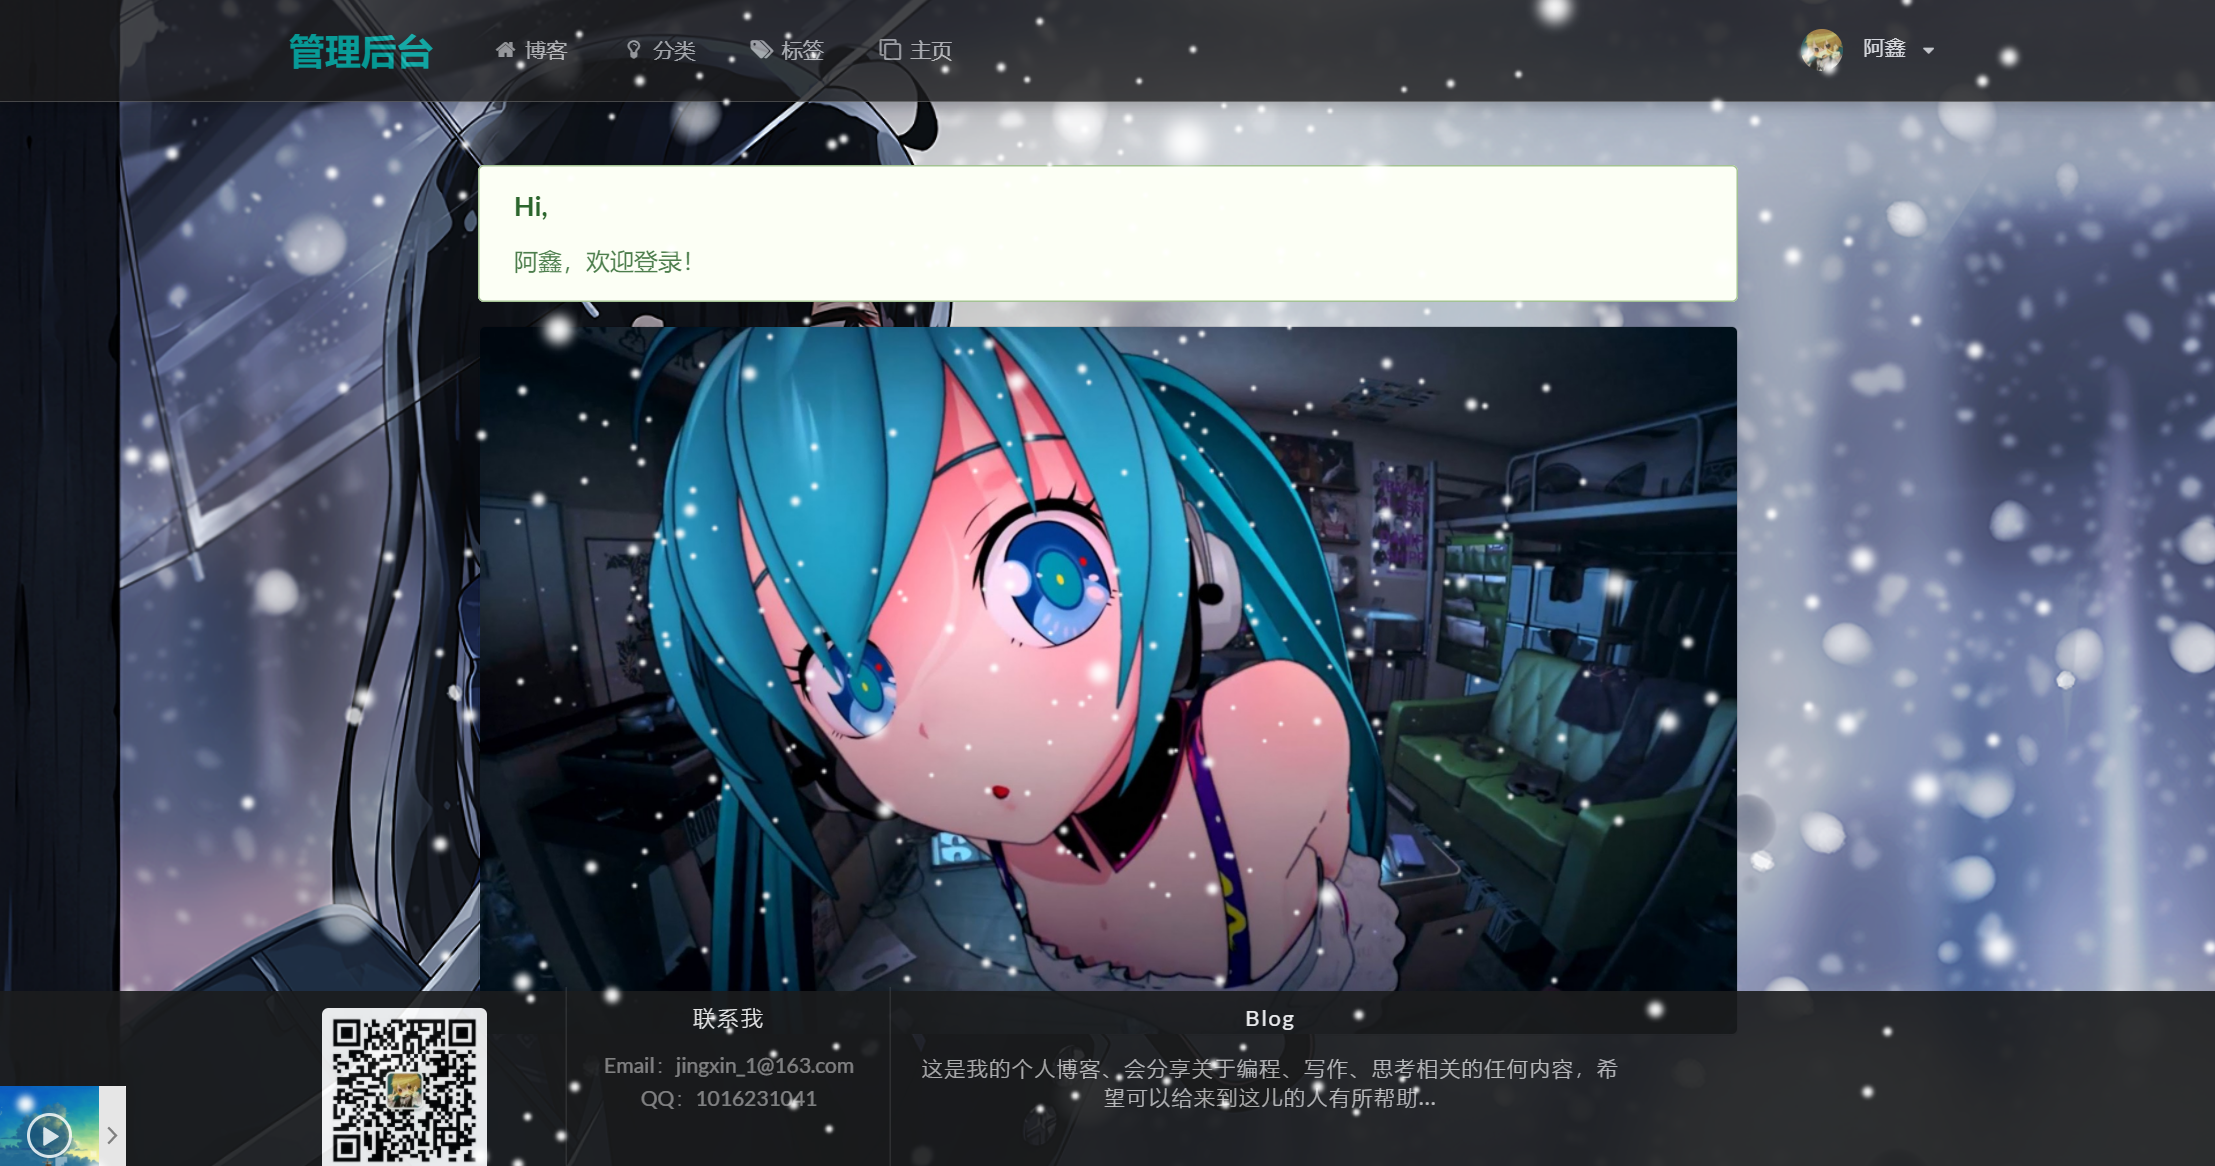 管理后台
博客
分类
标签
主页
阿鑫
Hi,
阿鑫，欢迎登录！
联系我
Email：jingxin_1@163.com
QQ：1016231041
Blog
这是我的个人博客、会分享关于编程、写作、思考相关的任何内容，希
望可以给来到这儿的人有所帮助...